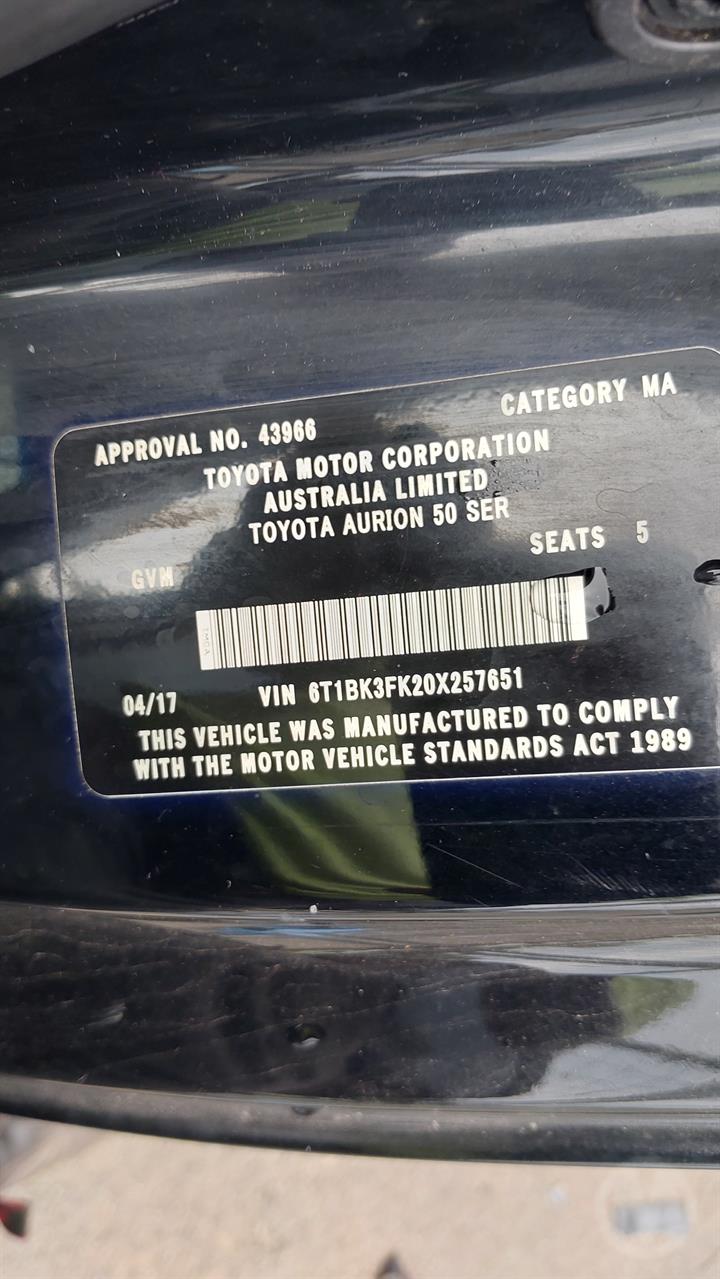 APPROVAL NO. 43966 CATEGORY MA
TOYOTA MOTOR CORPORATION
AUSTRALIA LIMITED
TOYOTA AURION 50 SER
GVM SEATS 5
TMCA
04/17 VIN 6T1BK3FK20X257651
THIS VEHICLE WAS MANUFACTURED TO COMPLY
WITH THE MOTOR VEHICLE STANDARDS ACT 1989